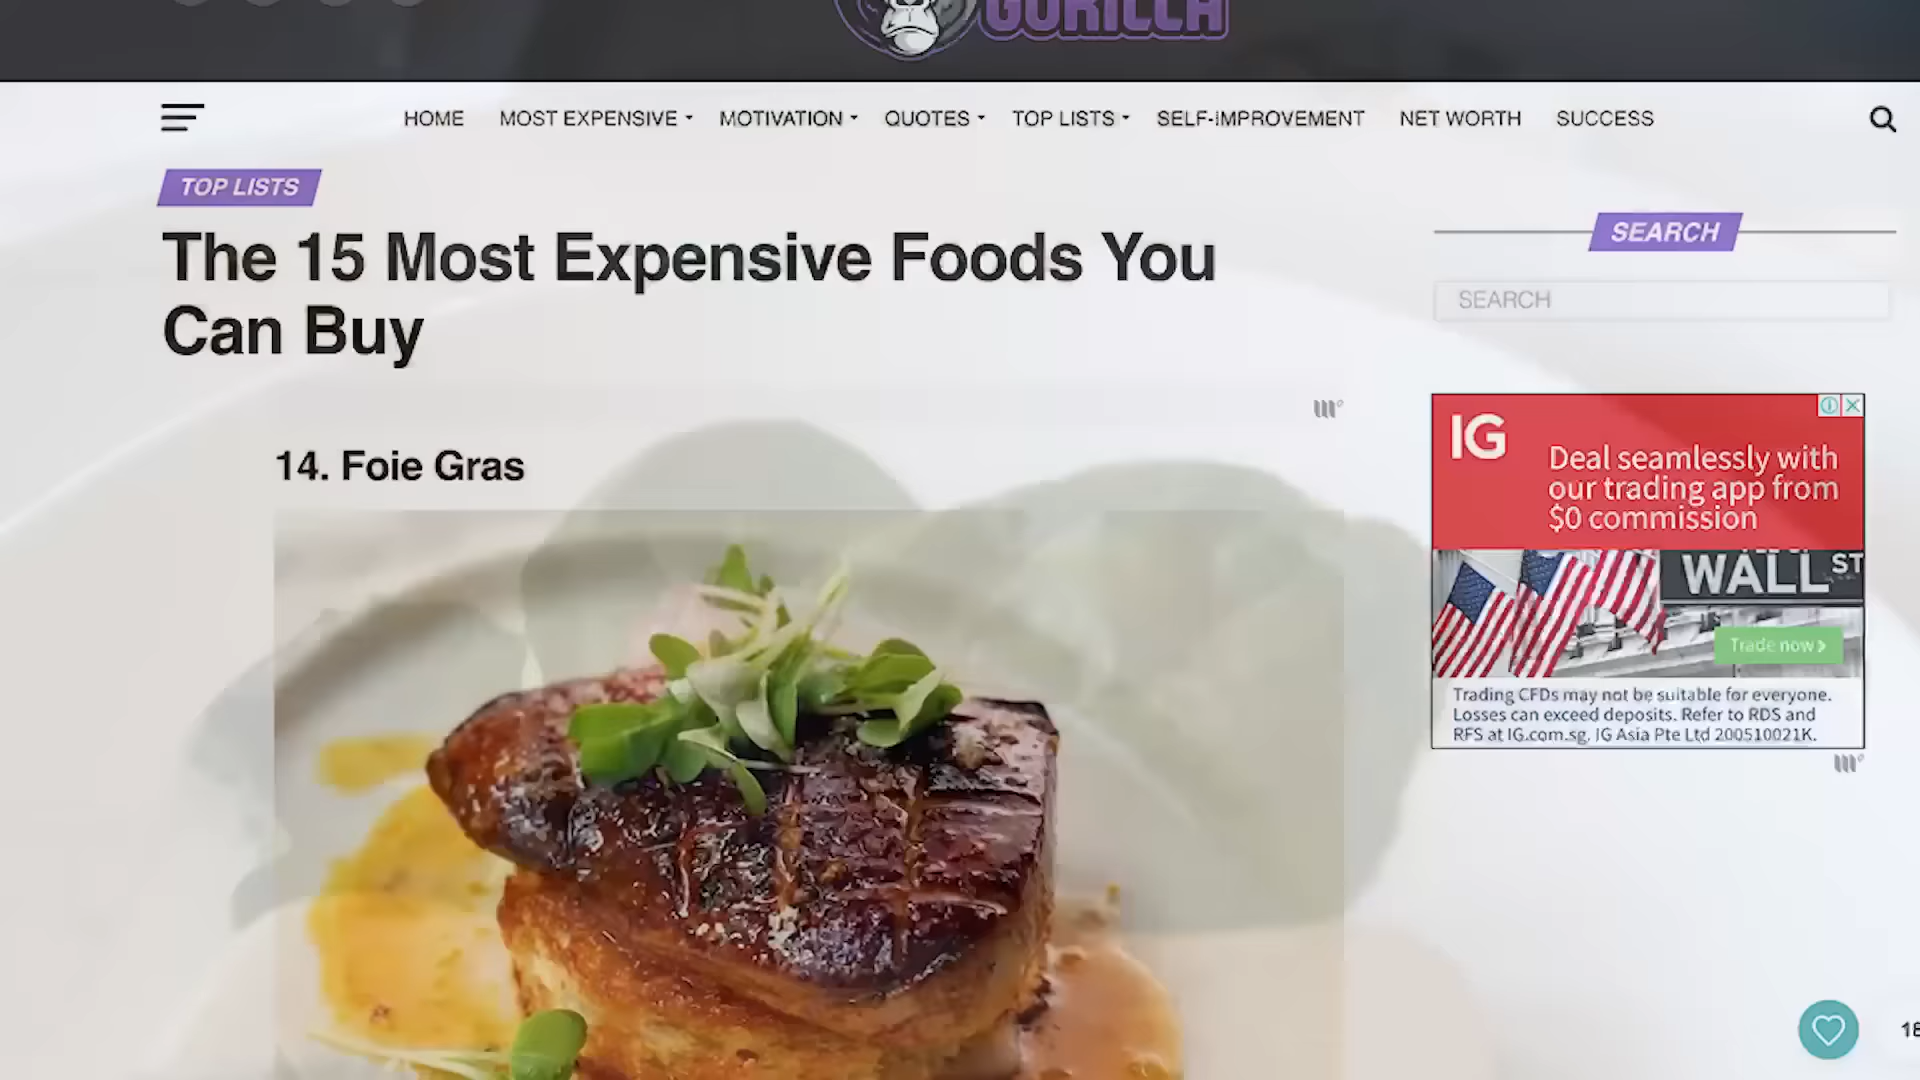 GORILLA
HOME MOST EXPENSIVE MOTIVATION QUOTES TOP LISTS SELF-IMPROVEMENT NET WORTH SUCCESS
TOP LISTS
The 15 Most Expensive Foods You
Can Buy
SEARCH
SEARCH
14. Foie Gras
IG
Deal seamlessly with
our trading app from
$0 commission
WALL ST
Trade now
Trading CFDs may not be suitable for everyone.
Losses can exceed deposits. Refer to RDS and
RFS at IG.com.sg. IG Asia Pte Ltd 200510021K.